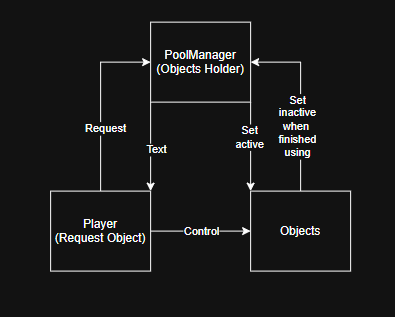 PoolManager
(Objects Holder)
Request
Text
Set
active
Set
inactive
when
finished
using
Player
(Request Object)
Control
Objects